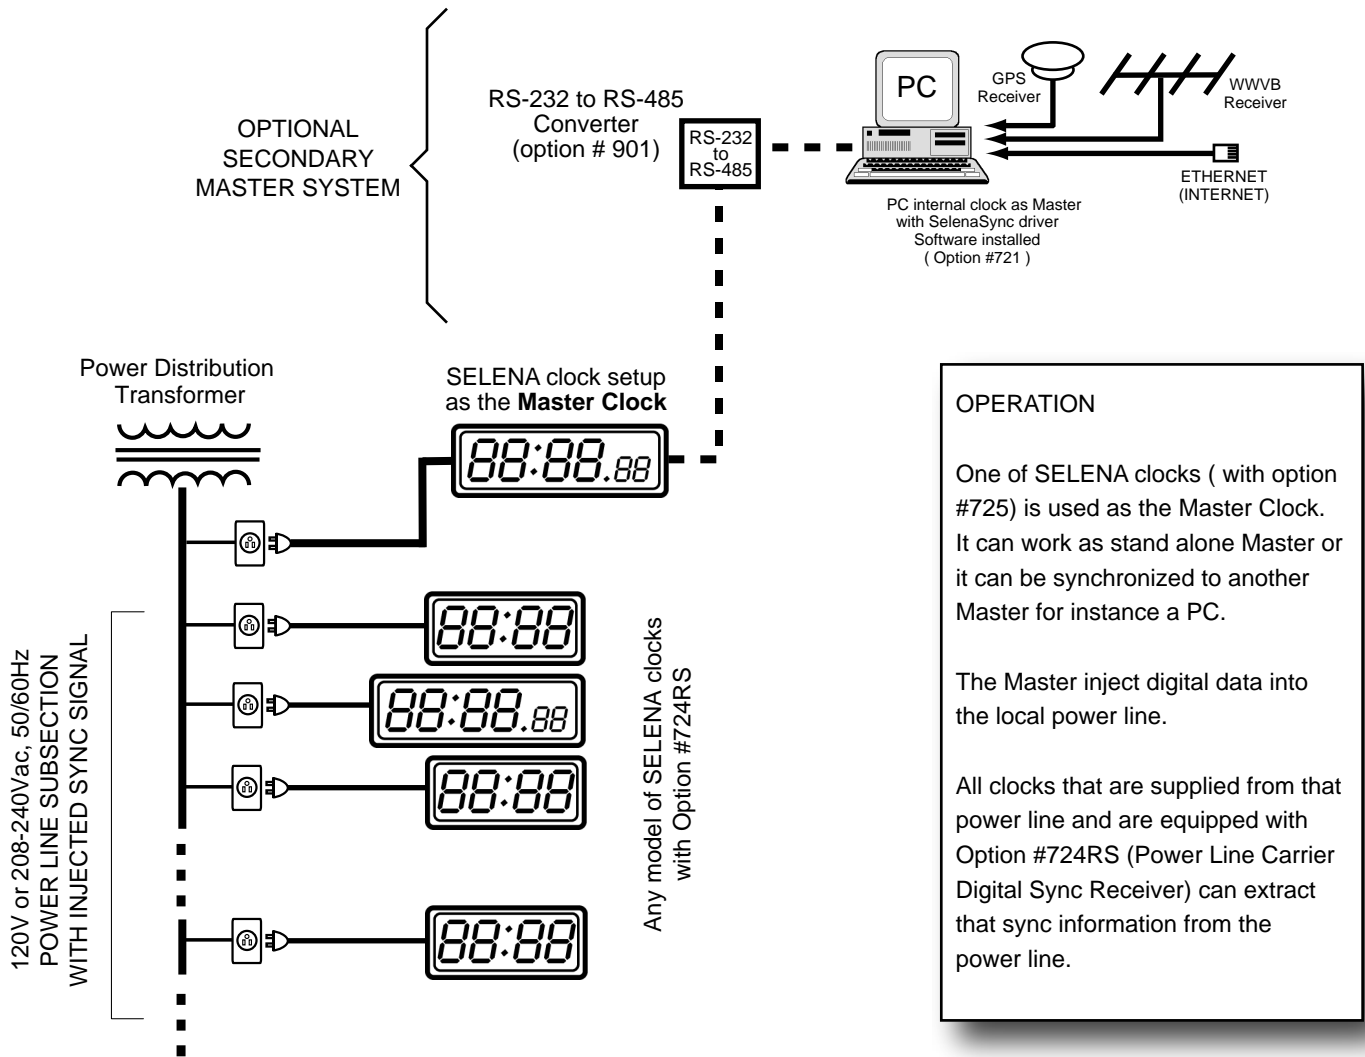 OPTIONAL
SECONDARY
MASTER SYSTEM
RS-232 to RS-485
Converter
(option # 901)
RS-232
to
RS-485
PC
GPS
Receiver
WWVB
Receiver
ETHERNET
(INTERNET)
PC internal clock as Master
with SelenaSync driver
Software installed
( Option #721 )
Power Distribution
Transformer
SELENA clock setup
as the Master Clock
88:88.88
88:88
88:88.88
88:88
88:88
120V or 208-240Vac, 50/60Hz
POWER LINE SUBSECTION
WITH INJECTED SYNC SIGNAL
Any model of SELENA clocks
with Option #724RS
OPERATION
One of SELENA clocks ( with option
#725) is used as the Master Clock.
It can work as stand alone Master or
it can be synchronized to another
Master for instance a PC.
The Master inject digital data into
the local power line.
All clocks that are supplied from that
power line and are equipped with
Option #724RS (Power Line Carrier
Digital Sync Receiver) can extract
that sync information from the
power line.